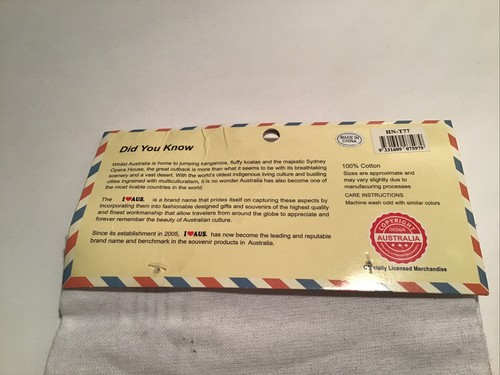 Did You Know
Whilst Australia is home to jumping kangaroos, fluffy koalas and the majestic Sydney
Opera House, the great outback is more than what it seems to be with its breathtaking
scenery and a vast desert. With the world's oldest indigenous living culture and bustling
cities ingrained with multiculturalism, it is no wonder Australia has also become one of
the most livable countries in the world.
The I❤AUS. is a brand name that prides itself on capturing these aspects by
incorporating them into fashionable designed gifts and souvenirs of the highest quality
and finest workmanship that allow travelers from around the globe to appreciate and
forever remember the beauty of Australian culture.
Since its establishment in 2005, I❤AUS. has now become the leading and reputable
brand name and benchmark in the souvenir products in Australia.
MADE IN
CHINA
HN-T77
9 331609 075979
100% Cotton
Sizes are approximate and
may vary slightly due to
manufacuring processes
CARE INSTRUCTIONS
Machine wash cold with similar colors
COPYRIGHT
DESIGN
AUSTRALIA
Licensed Merchandise